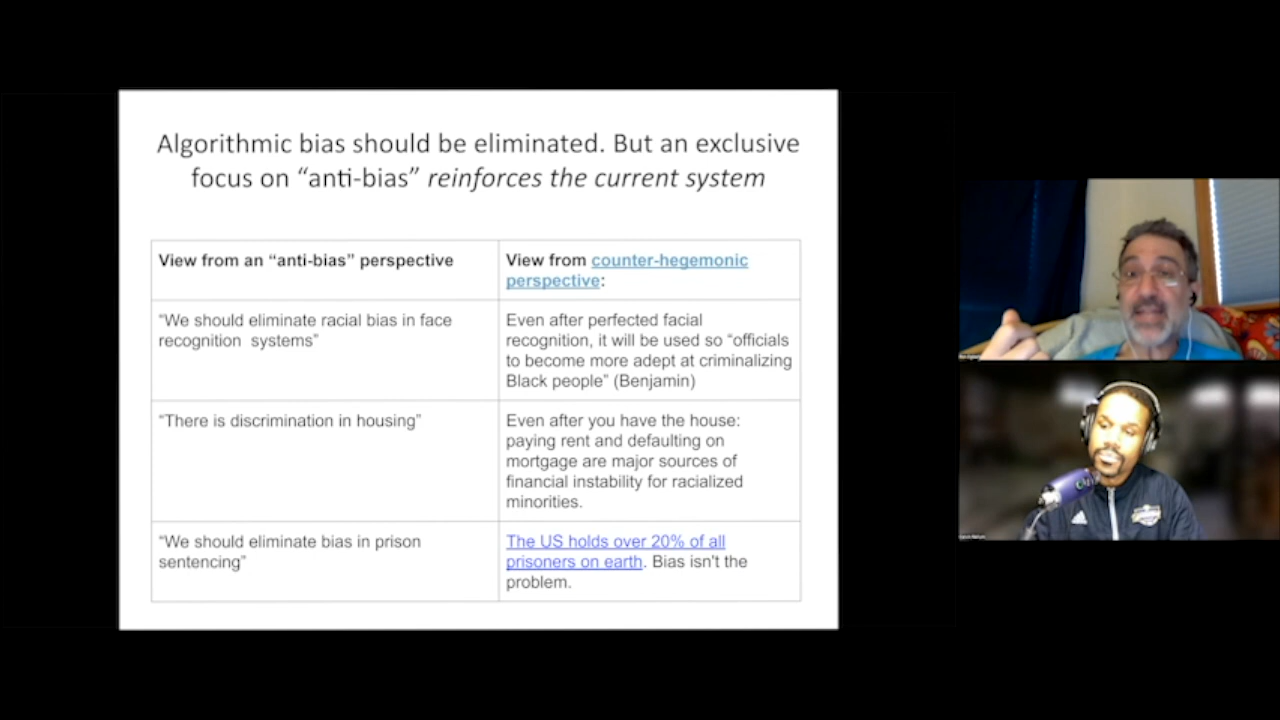 Algorithmic bias should be eliminated. But an exclusive
focus on “anti-bias” reinforces the current system
View from an “anti-bias” perspective
View from counter-hegemonic
perspective:
“We should eliminate racial bias in face
recognition systems”
Even after perfected facial
recognition, it will be used so “officials
to become more adept at criminalizing
Black people” (Benjamin)
“There is discrimination in housing”
Even after you have the house:
paying rent and defaulting on
mortgage are major sources of
financial instability for racialized
minorities.
“We should eliminate bias in prison
sentencing”
The US holds over 20% of all
prisoners on earth. Bias isn't the
problem.